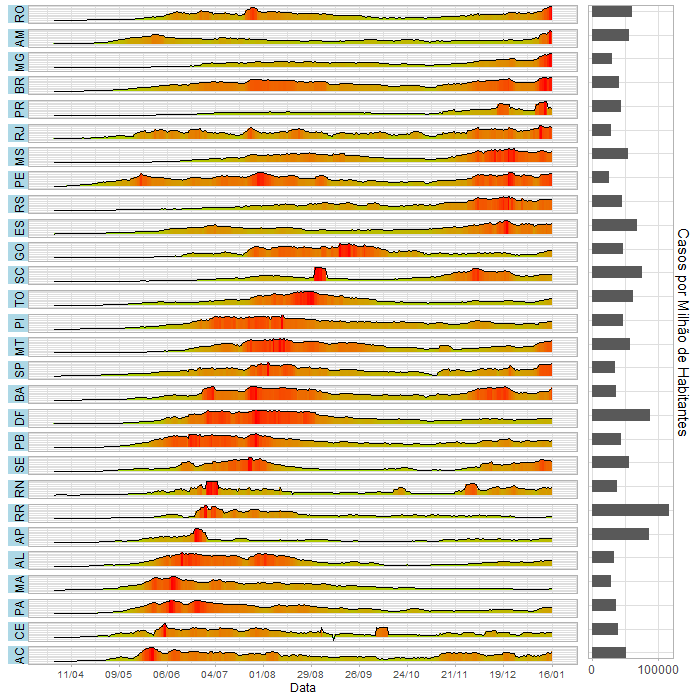 RO
AM
MG
BR
PR
RJ
MS
PE
RS
ES
GO
SC
TO
PI
MT
SP
BA
DF
PB
SE
RN
RR
AP
AL
MA
PA
CE
AC
11/04 09/05 06/06 04/07 01/08 29/08 26/09 24/10 21/11 19/12 16/01
Data
0 100000
Casos por Milhão de Habitantes